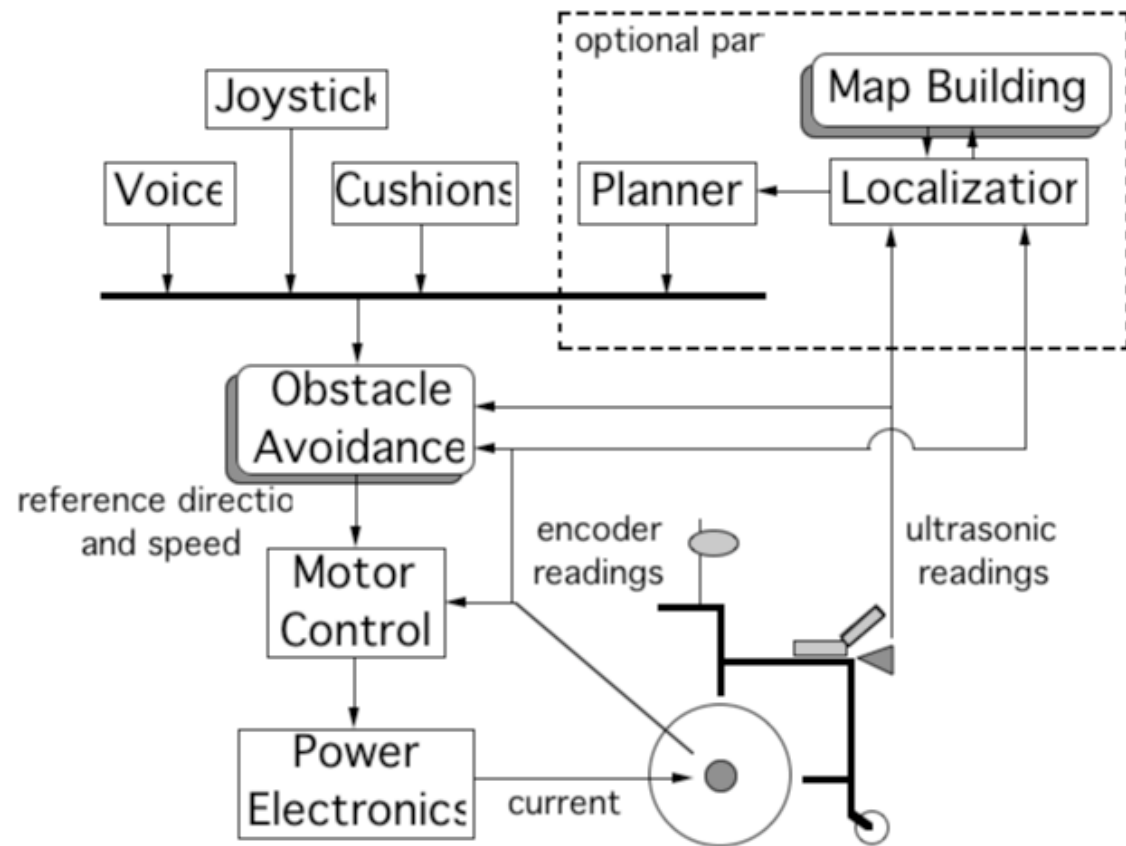 optional par
Map Building
Joystick
Voice
Cushions
Planner
Localization
Obstacle
Avoidance
reference directio
and speed
encoder
readings
ultrasonic
readings
Motor
Control
Power
Electronics
current